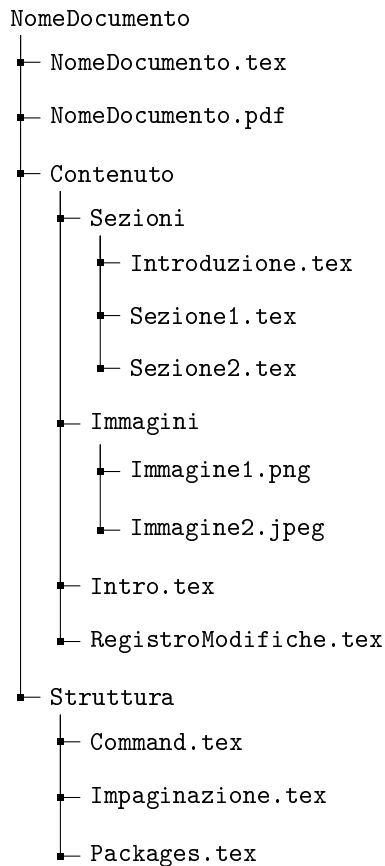 NomeDocumento
NomeDocumento.tex
NomeDocumento.pdf
Contenuto
Sezioni
Introduzione.tex
Sezione1.tex
Sezione2.tex
Immagini
Immagine1.png
Immagine2.jpeg
Intro.tex
RegistroModifiche.tex
Struttura
Command.tex
Impaginazione.tex
Packages.tex